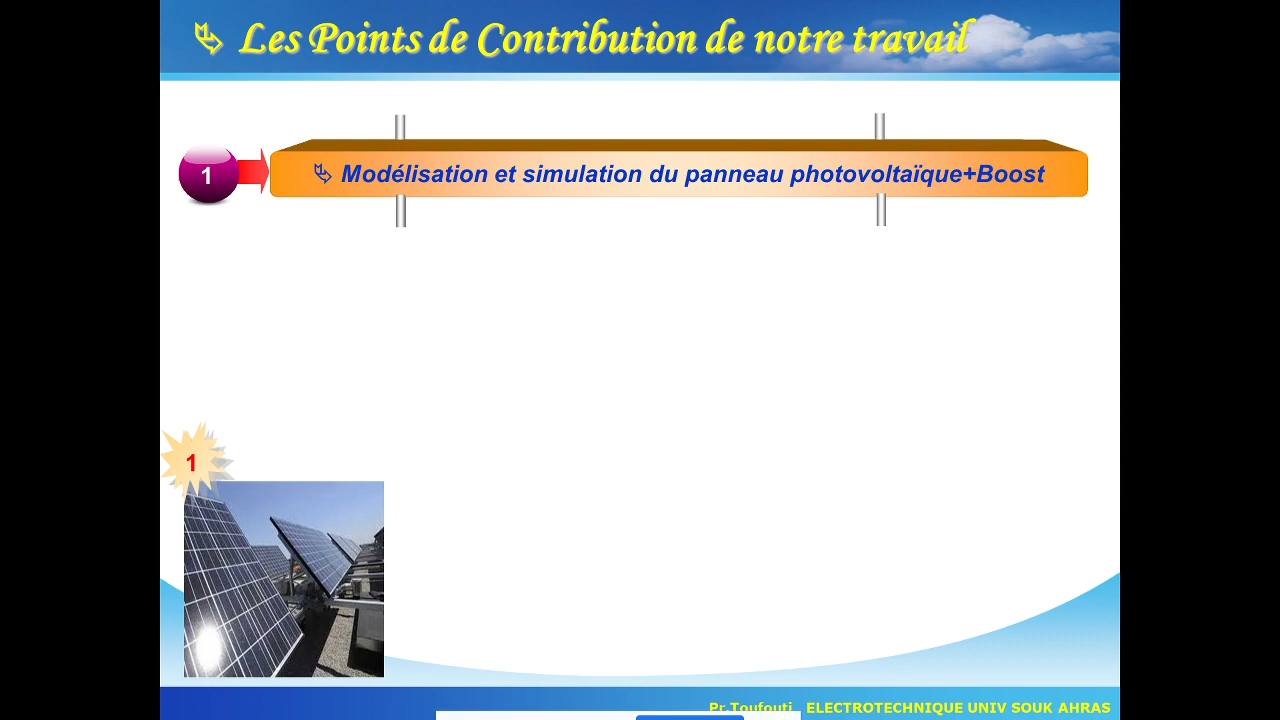 Les Points de Contribution de notre travail
1
Modélisation et simulation du panneau photovoltaïque+Boost
1
Pr.Toufouti ELECTROTECHNIQUE UNIV SOUK AHRAS